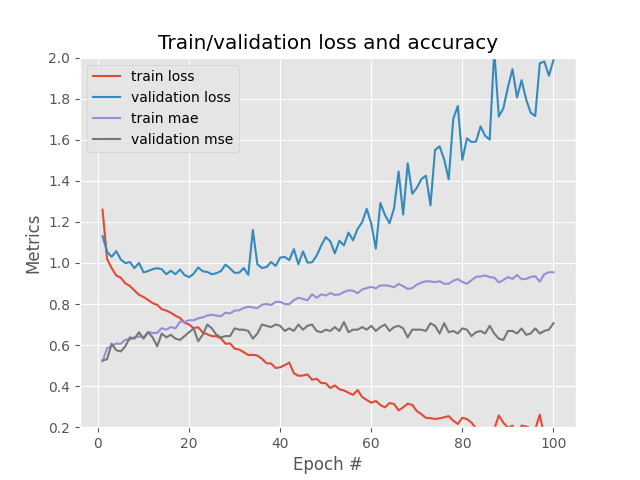 Train/validation loss and accuracy
train loss
validation loss
train mae
validation mse
Metrics
2.0
1.8
1.6
1.4
1.2
1.0
0.8
0.6
0.4
0.2
0
20
40
60
80
100
Epoch #